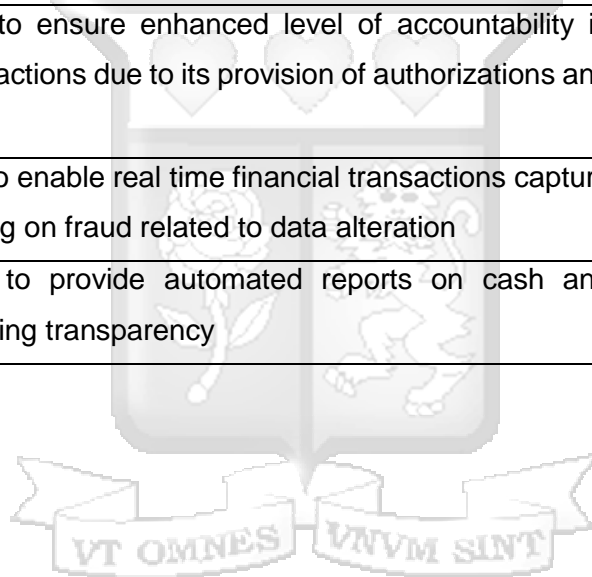 to ensure enhanced level of accountability i
actions due to its provision of authorizations an
o enable real time financial transactions captur
g on fraud related to data alteration
to provide automated reports on cash an
ing transparency
VT OMNES VNVM SINT